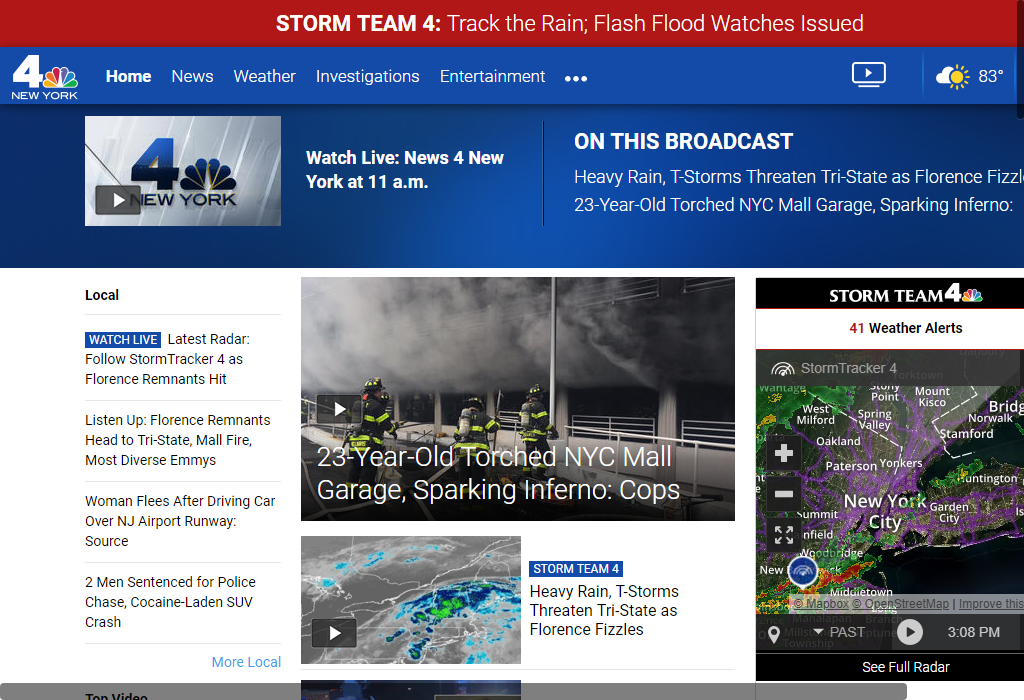 STORM TEAM 4: Track the Rain; Flash Flood Watches Issued
4
NEW YORK
Home News Weather Investigations Entertainment •••
83°
4
NEW YORK
Watch Live: News 4 New
York at 11 a.m.
ON THIS BROADCAST
Heavy Rain, T-Storms Threaten Tri-State as Florence Fizzl
23-Year-Old Torched NYC Mall Garage, Sparking Inferno:
Local
WATCH LIVE Latest Radar:
Follow StormTracker 4 as
Florence Remnants Hit
Listen Up: Florence Remnants
Head to Tri-State, Mall Fire,
Most Diverse Emmys
Woman Flees After Driving Car
Over NJ Airport Runway:
Source
2 Men Sentenced for Police
Chase, Cocaine-Laden SUV
Crash
More Local
Top Video
23-Year-Old Torched NYC Mall
Garage, Sparking Inferno: Cops
STORM TEAM 4
Heavy Rain, T-Storms
Threaten Tri-State as
Florence Fizzles
STORM TEAM 4
41 Weather Alerts
StormTracker 4
Danbury
Yorktown
Wantage
Stony
Point
Mount
Kisco
West
Milford
Spring
Valley
Bridg
Norwalk
Stamford
Oakland
Paterson
Yonkers
Huntington
New York
City
Garden
City
Is
Summit
nfield
Woodbridge
New
wick
Middletown
© Mapbox © OpenStreetMap | Improve this
Manalapan
Township
PAST
3:08 PM
See Full Radar